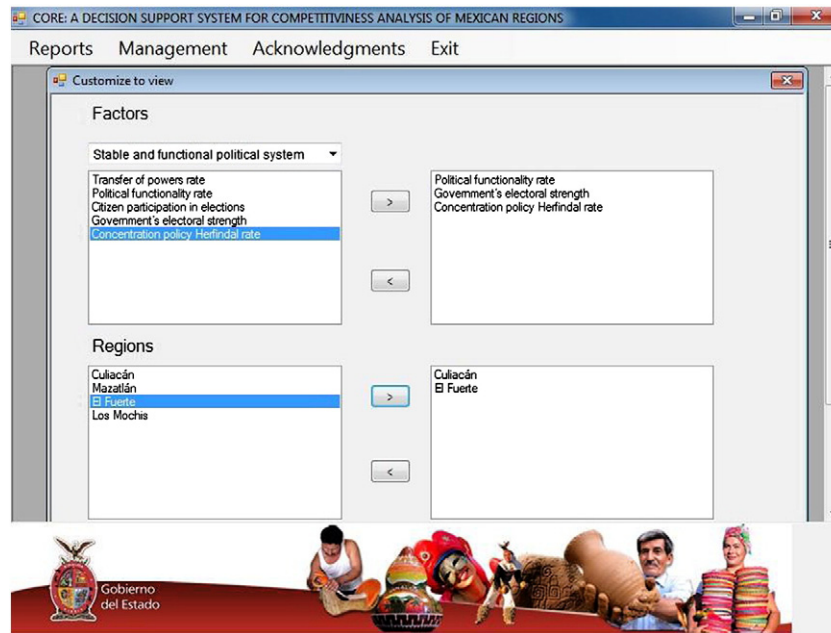 CORE: A DECISION SUPPORT SYSTEM FOR COMPETITIVINESS ANALYSIS OF MEXICAN REGIONS
Reports Management Acknowledgments Exit
Customize to view
Factors
Stable and functional political system
Transfer of powers rate
Political functionality rate
Citizen participation in elections
Government's electoral strength
Concentration policy Herfindal rate
>
<
Political functionality rate
Government's electoral strength
Concentration policy Herfindal rate
Regions
Culiacán
Mazatlán
El Fuerte
Los Mochis
>
<
Culiacán
El Fuerte
Gobierno
del Estado